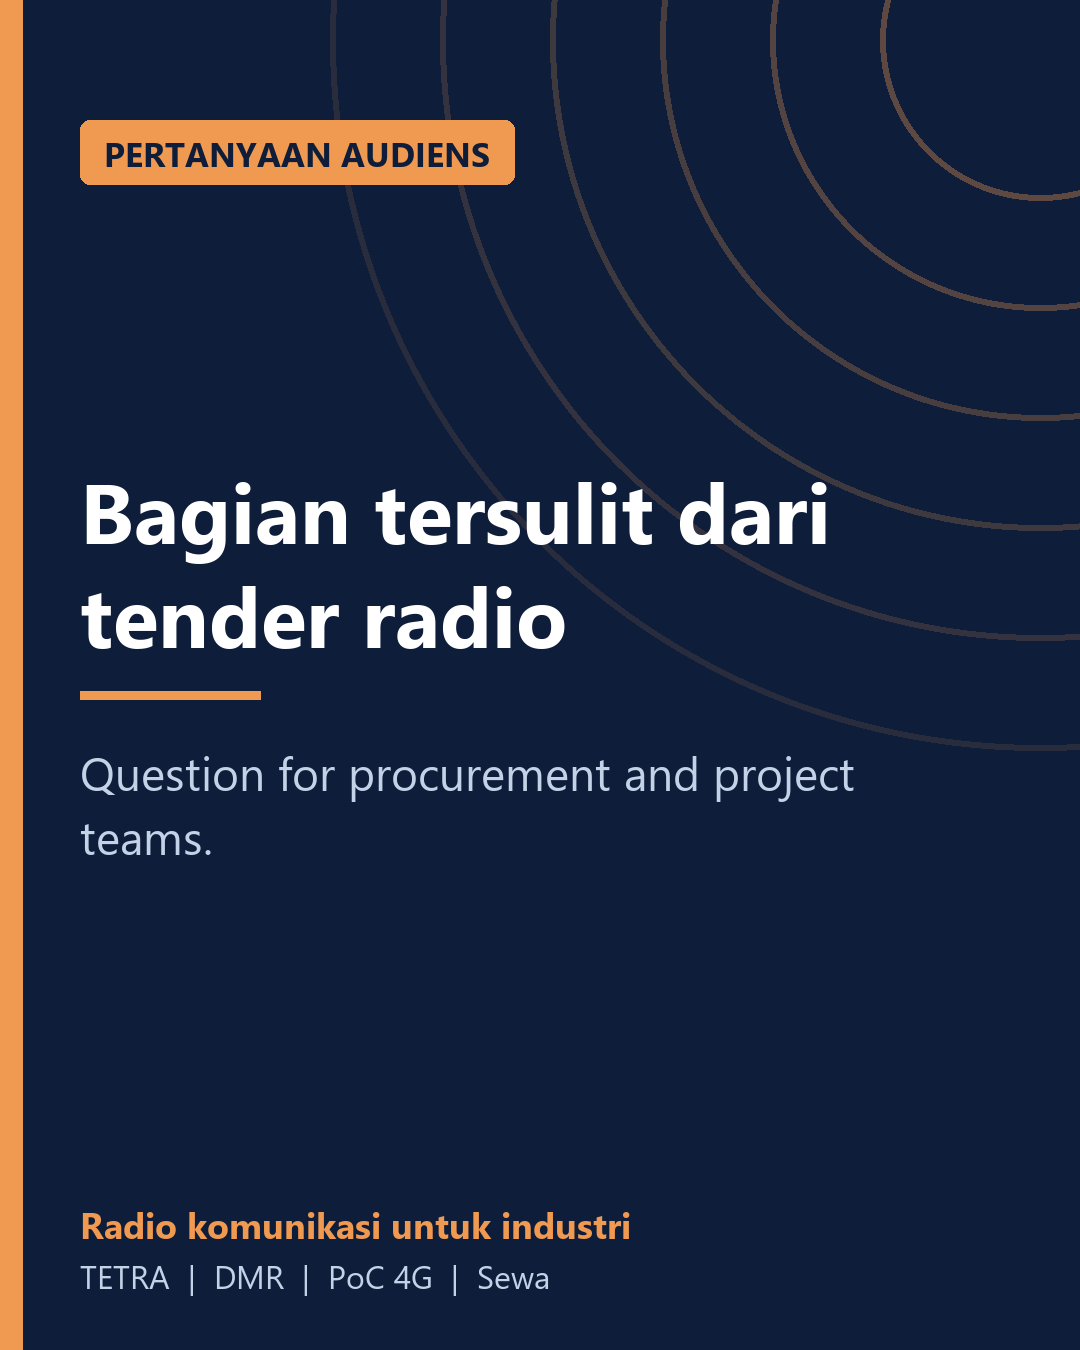 PERTANYAAN AUDIENS
Bagian tersulit dari
tender radio
Question for procurement and project
teams.
Radio komunikasi untuk industri
TETRA | DMR | PoC 4G | Sewa